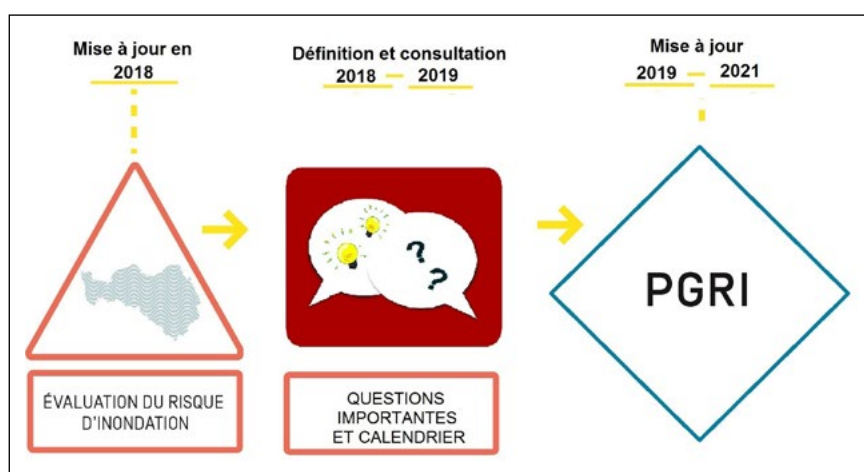 Mise à jour en
2018
Définition et consultation
2018 – 2019
Mise à jour
2019 – 2021
? ?
PGRI
ÉVALUATION DU RISQUE
D'INONDATION
QUESTIONS
IMPORTANTES
ET CALENDRIER